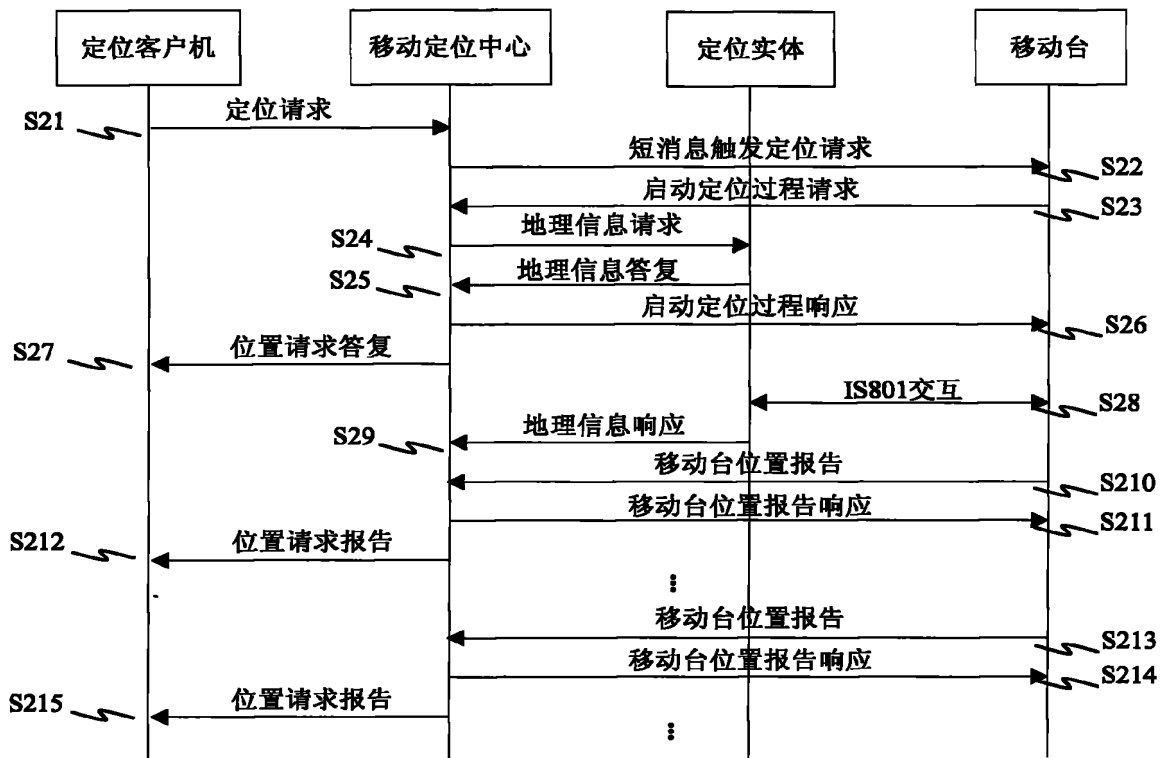 定位客户机
移动定位中心
定位实体
移动台
S21
定位请求
短消息触发定位请求
S22
启动定位过程请求
S23
S24
地理信息请求
S25
地理信息答复
启动定位过程响应
S26
S27
位置请求答复
IS801交互
S28
S29
地理信息响应
移动台位置报告
S210
移动台位置报告响应
S211
S212
位置请求报告
移动台位置报告
S213
移动台位置报告响应
S214
S215
位置请求报告